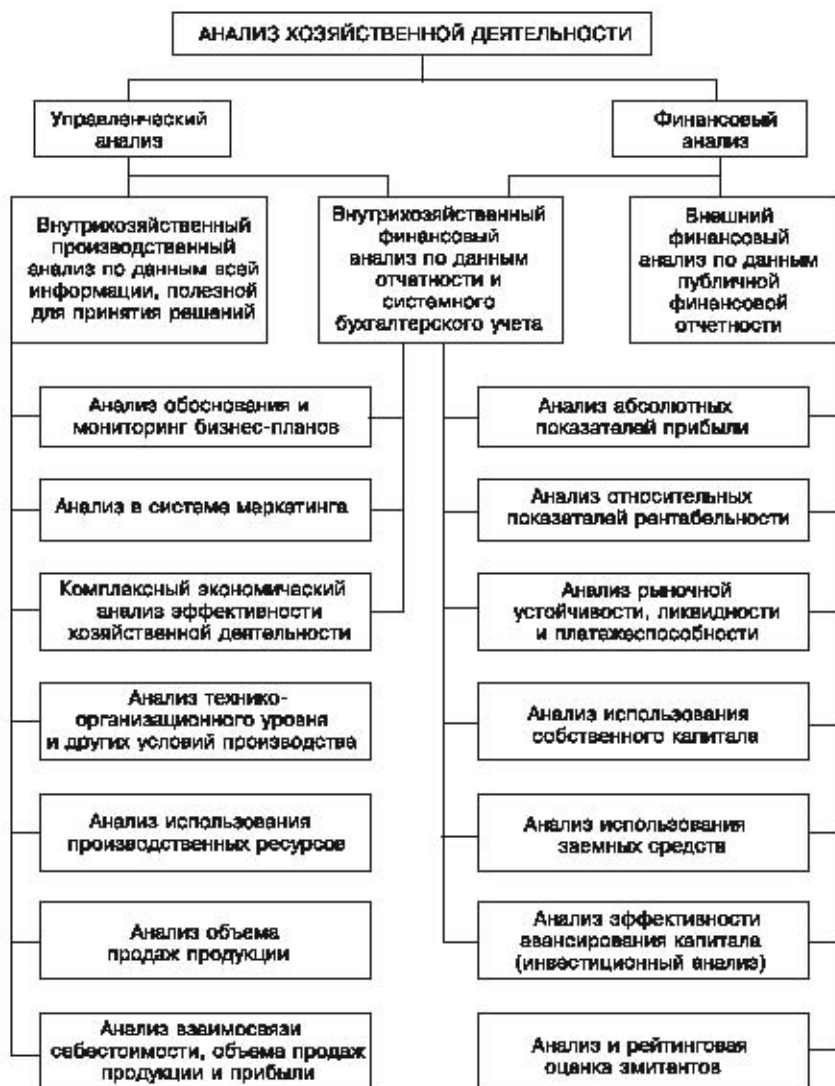 АНАЛИЗ ХОЗЯЙСТВЕННОЙ ДЕЯТЕЛЬНОСТИ
Управленческий
анализ
Финансовый
анализ
Внутрихозяйственный
производственный
анализ по данным всей
информации, полезной
для принятия решений
Внутрихозяйственный
финансовый
анализ по данным
отчетности и
системного
бухгалтерского учета
Внешний
финансовый
анализ по данным
публичной
финансовой
отчетности
Анализ обоснования и
мониторинг бизнес-планов
Анализ в системе маркетинга
Комплексный экономический
анализ эффективности
хозяйственной деятельности
Анализ технико-
организационного уровня
и других условий производства
Анализ использования
производственных ресурсов
Анализ объема
продаж продукции
Анализ взаимосвязи
себестоимости, объема продаж
продукции и прибыли
Анализ абсолютных
показателей прибыли
Анализ относительных
показателей рентабельности
Анализ рыночной
устойчивости, ликвидности
и платежеспособности
Анализ использования
собственного капитала
Анализ использования
заемных средств
Анализ эффективности
авансирования капитала
(инвестиционный анализ)
Анализ и рейтинговая
оценка эмитантов